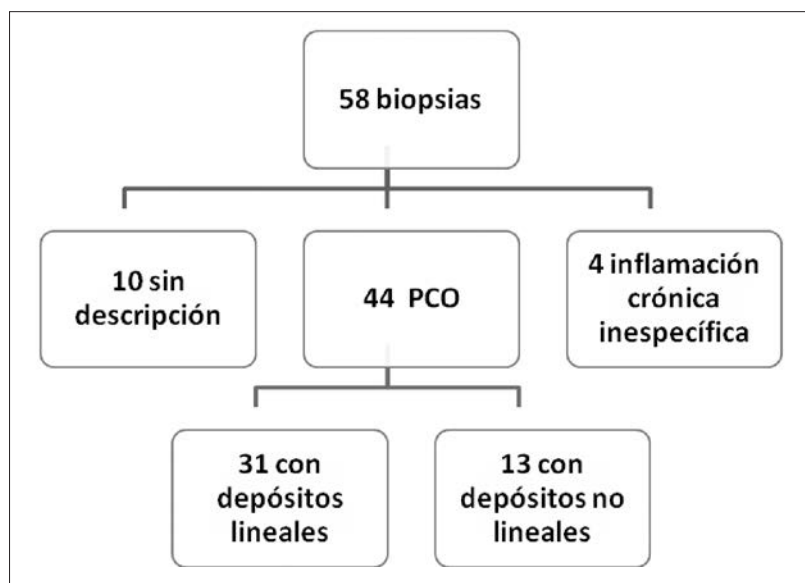 58 biopsias
10 sin
descripción
44 PCO
4 inflamación
crónica
inespecífica
31 con
depósitos
lineales
13 con
depósitos no
lineales